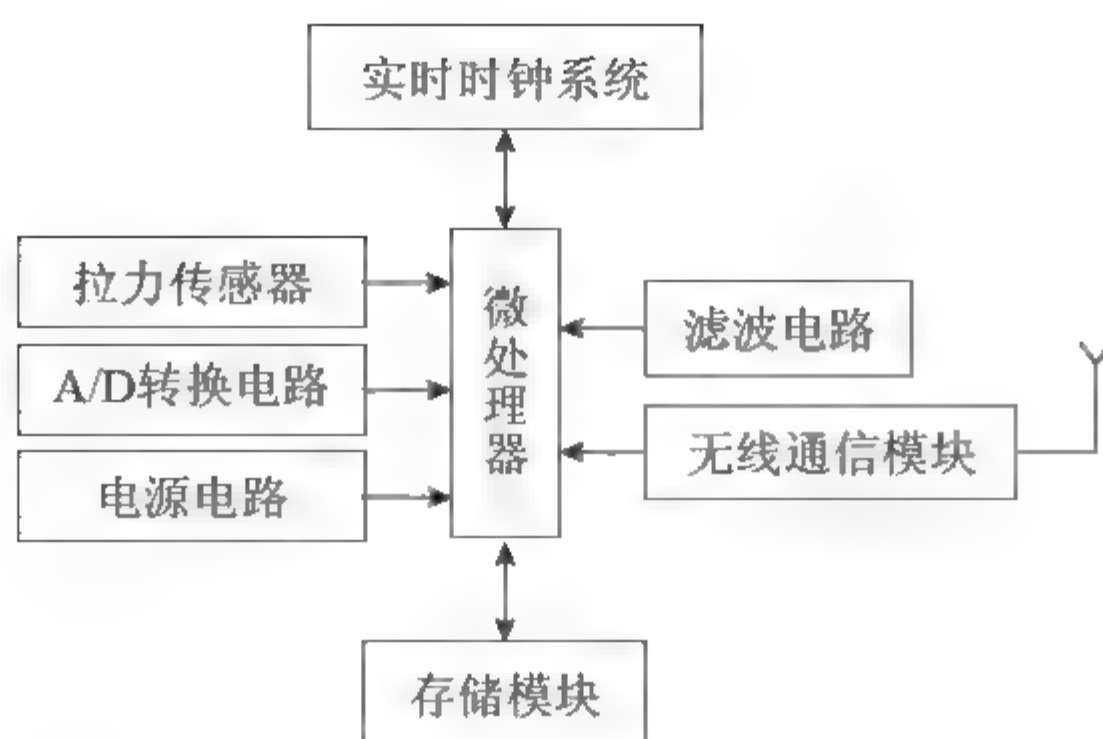 实时时钟系统
拉力传感器
A/D转换电路
电源电路
微处理器
滤波电路
无线通信模块
存储模块